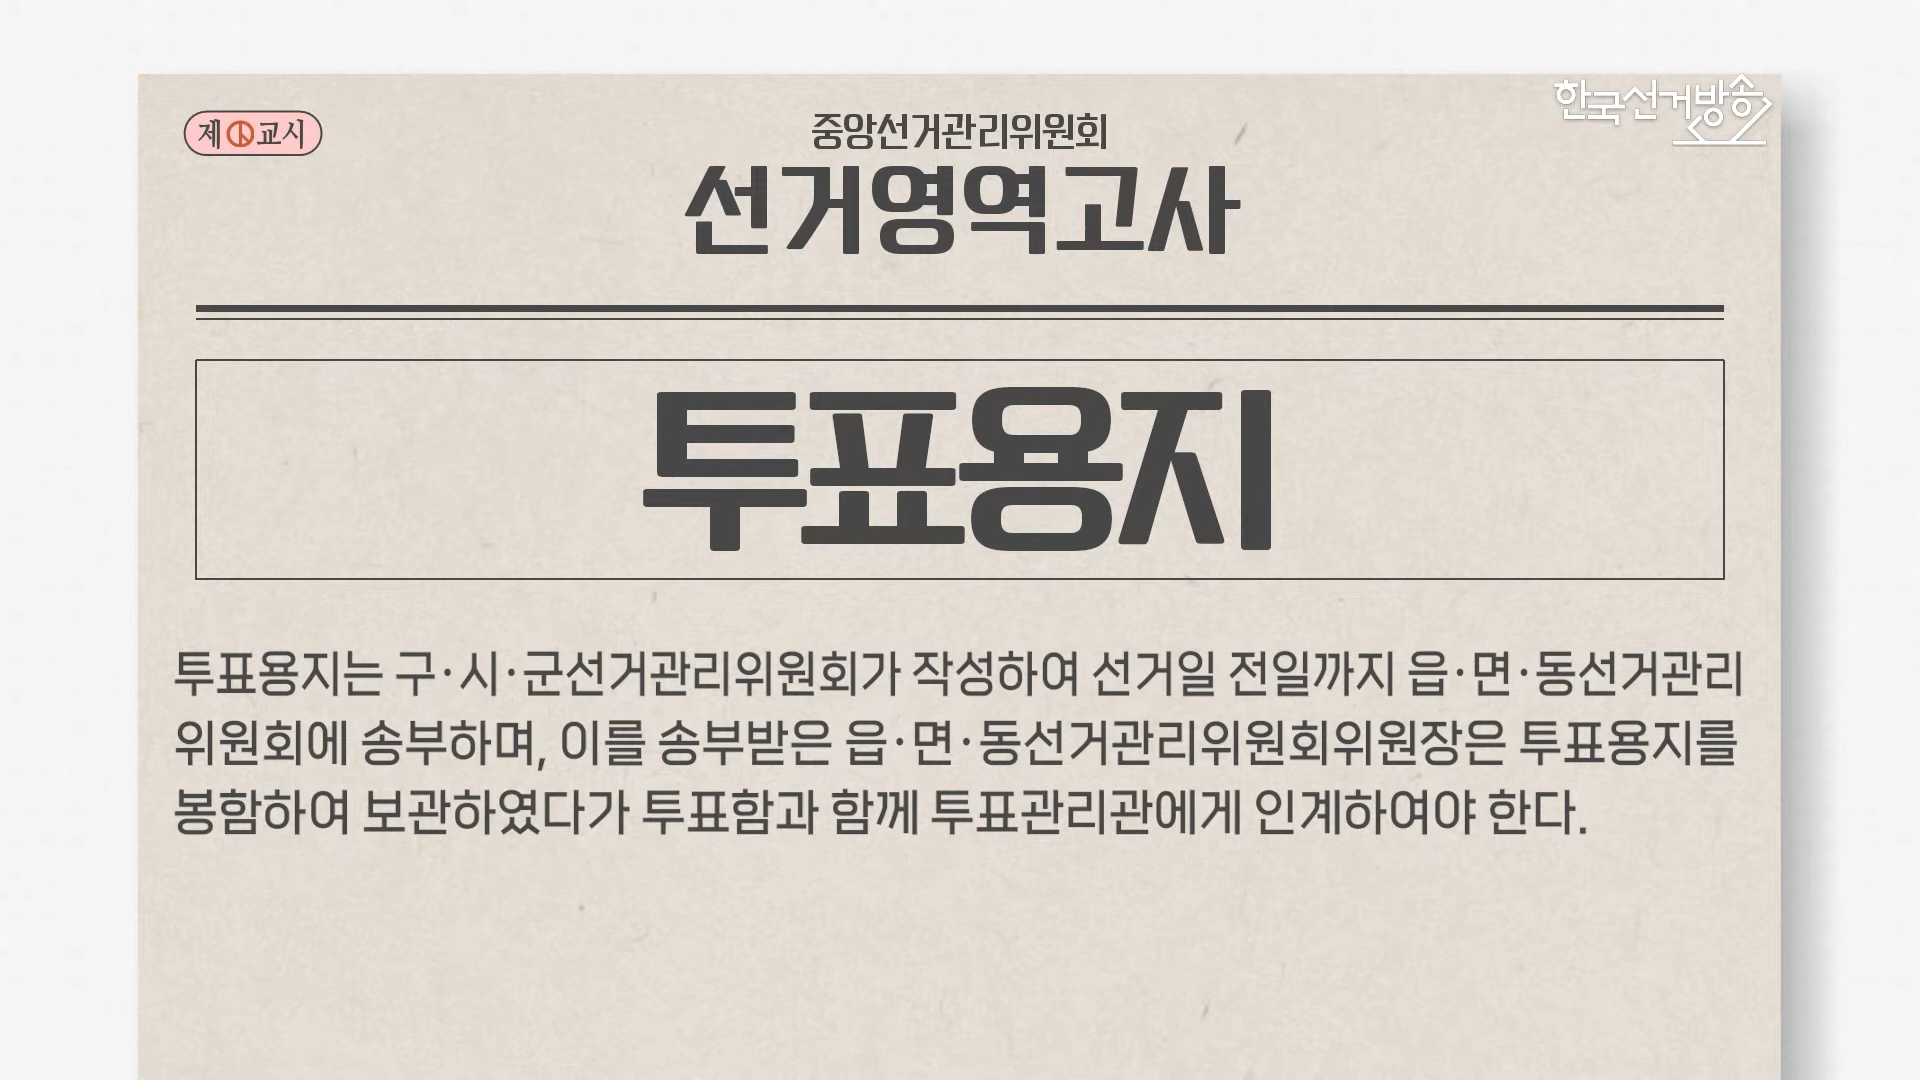 제 교시
중앙선거관리위원회
한국선거방송
선거영역고사
투표용지
투표용지는 구·시·군선거관리위원회가 작성하여 선거일 전일까지 읍·면·동선거관리
위원회에 송부하며, 이를 송부받은 읍·면·동선거관리위원회위원장은 투표용지를
봉함하여 보관하였다가 투표함과 함께 투표관리관에게 인계하여야 한다.